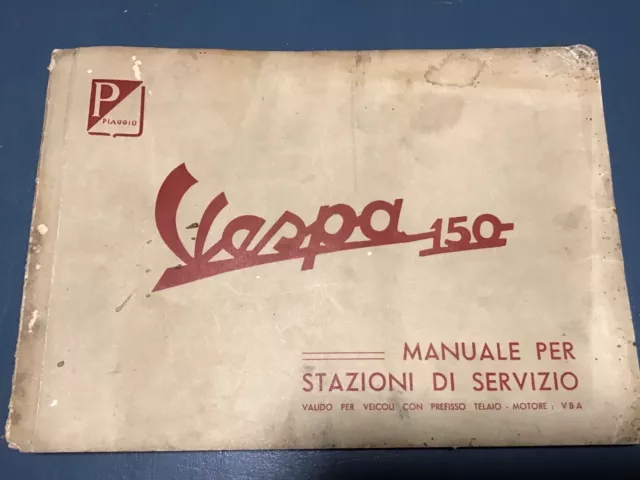 P
PIAGGIO
Vespa 150
MANUALE PER
STAZIONI DI SERVIZIO
VALIDO PER VEICOLI CON PREFISSO TELAIO - MOTORE : VBA